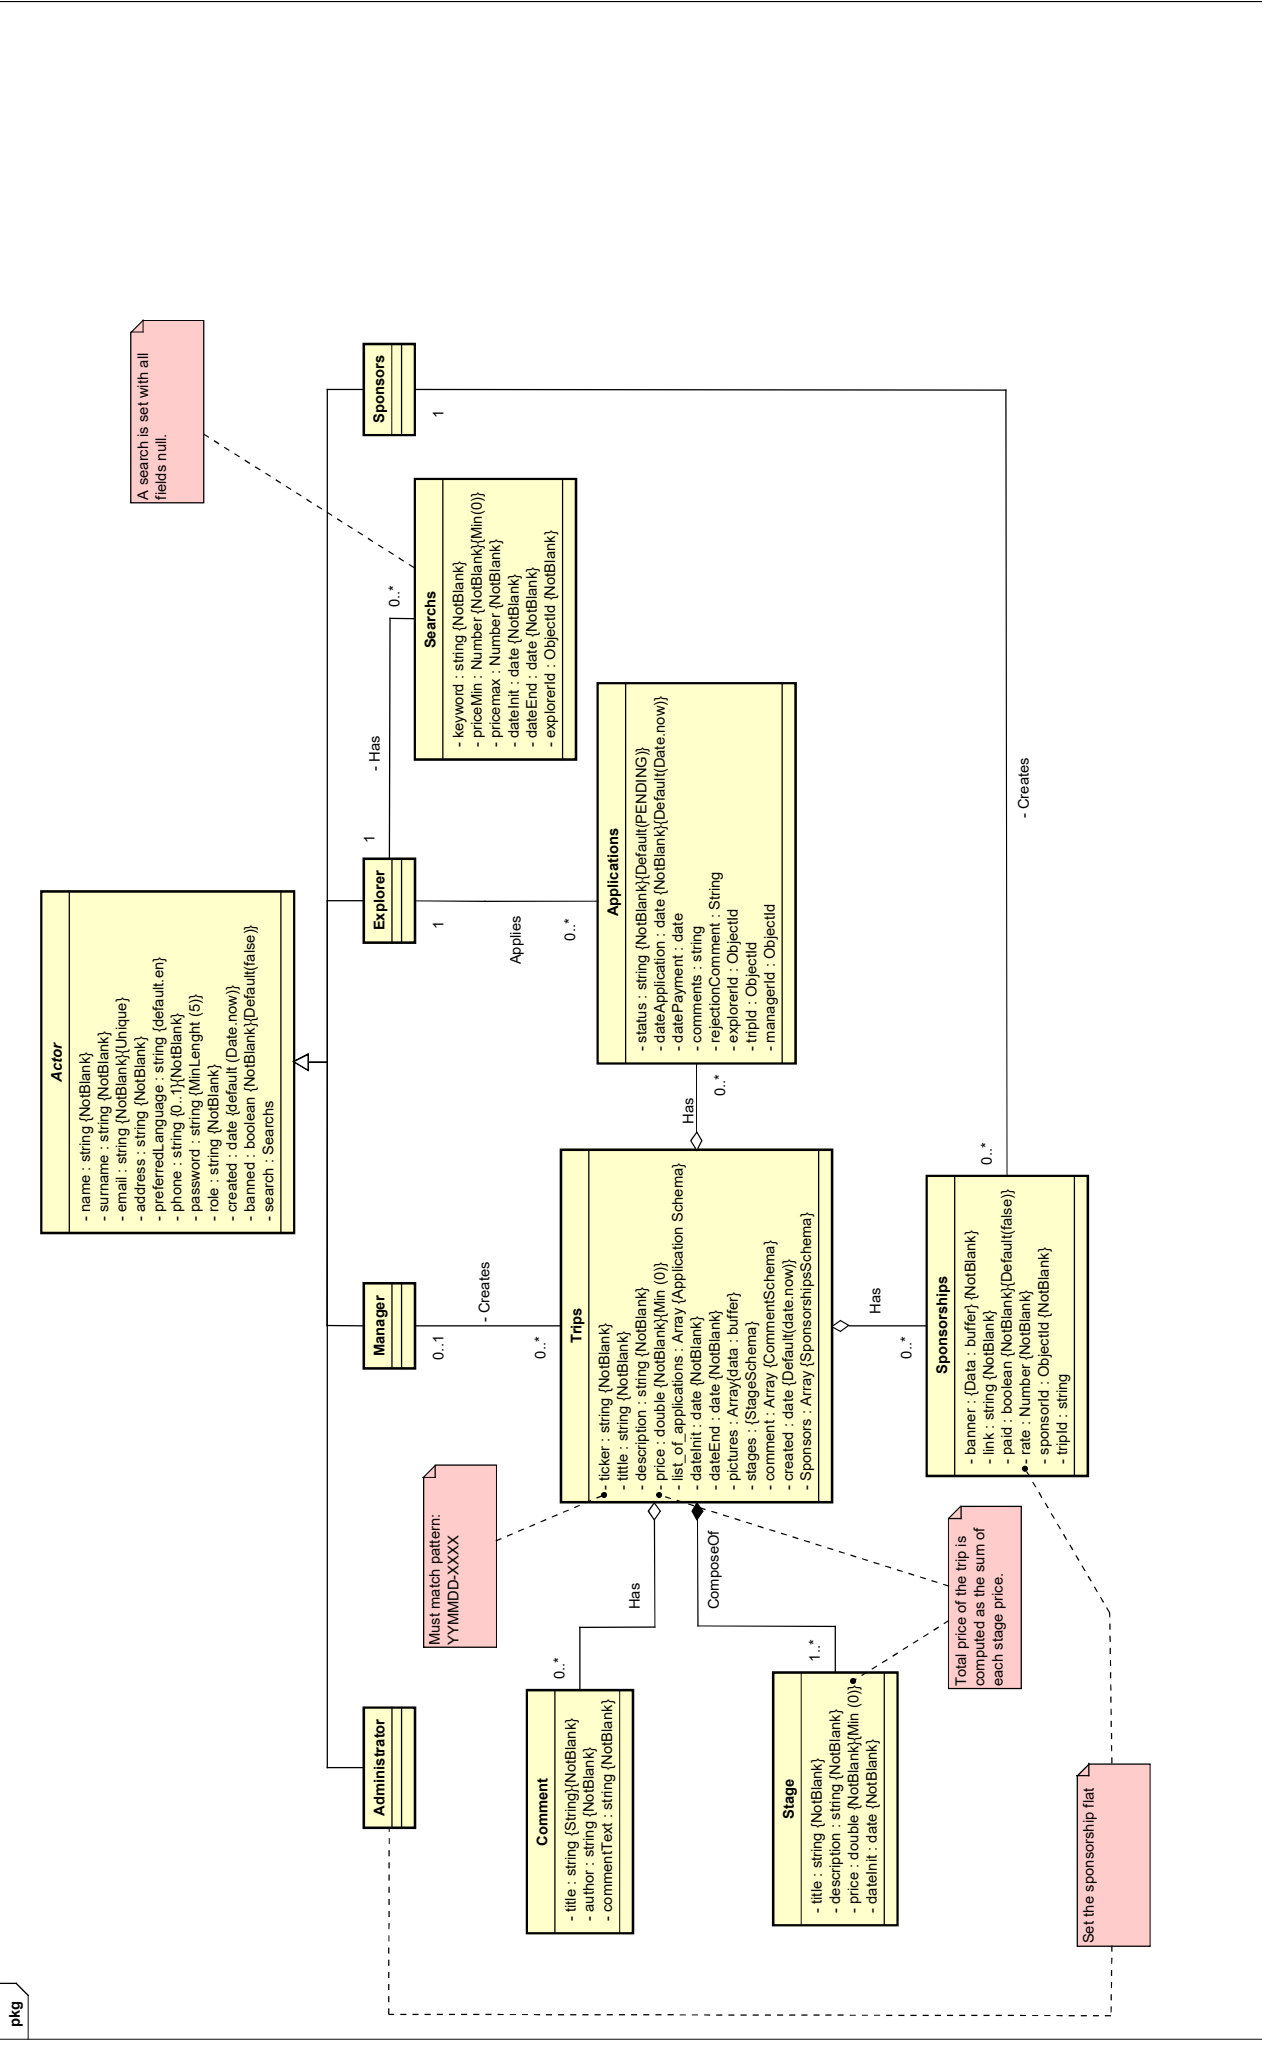 pkg
Actor
- name : string {NotBlank}
- surname : string {NotBlank}
- email : string {NotBlank}{Unique}
- address : string {NotBlank}
- preferredLanguage : string {default.en}
- phone : string {0..1}{NotBlank}
- password : string {MinLenght (5)}
- role : string {NotBlank}
- created : date {default (Date.now)}
- banned : boolean {NotBlank}{Default(false)}
- search : Searchs
A search is set with all
fields null.
Administrator
Manager
Explorer
Sponsors
0..1
- Creates
0..*
1
- Has
0..*
1
Applies
0..*
1
- Creates
0..*
Searchs
- keyword : string {NotBlank}
- priceMin : Number {NotBlank}{Min(0)}
- pricemax : Number {NotBlank}
- dateInit : date {NotBlank}
- dateEnd : date {NotBlank}
- explorerId : ObjectId {NotBlank}
Must match pattern:
YYMMDD-XXXX
Comment
- title : string {String}{NotBlank}
- author : string {NotBlank}
- commentText : string {NotBlank}
0..*
Has
Trips
- ticker : string {NotBlank}
- tittle : string {NotBlank}
- description : string {NotBlank}
- price : double {NotBlank}{Min (0)}
- list_of_applications : Array {Application Schema}
- dateInit : date {NotBlank}
- dateEnd : date {NotBlank}
- pictures : Array{data : buffer}
- stages : {StageSchema}
- comment : Array {CommentSchema}
- created : date {Default(date.now)}
- Sponsors : Array {SponsorshipsSchema}
Has
0..*
Applications
- status : string {NotBlank}{Default(PENDING)}
- dateApplication : date {NotBlank}{Default(Date.now)}
- datePayment : date
- comments : string
- rejectionComment : String
- explorerId : ObjectId
- tripId : ObjectId
- managerId : ObjectId
ComposeOf
1..*
Stage
- title : string {NotBlank}
- description : string {NotBlank}
- price : double {NotBlank}{Min (0)}
- dateInit : date {NotBlank}
Has
0..*
Sponsorships
- banner : {Data : buffer} {NotBlank}
- link : string {NotBlank}
- paid : boolean {NotBlank}{Default(false)}
- rate : Number {NotBlank}
- sponsorId : ObjectId {NotBlank}
- tripId : string
Total price of the trip is
computed as the sum of
each stage price.
Set the sponsorship flat